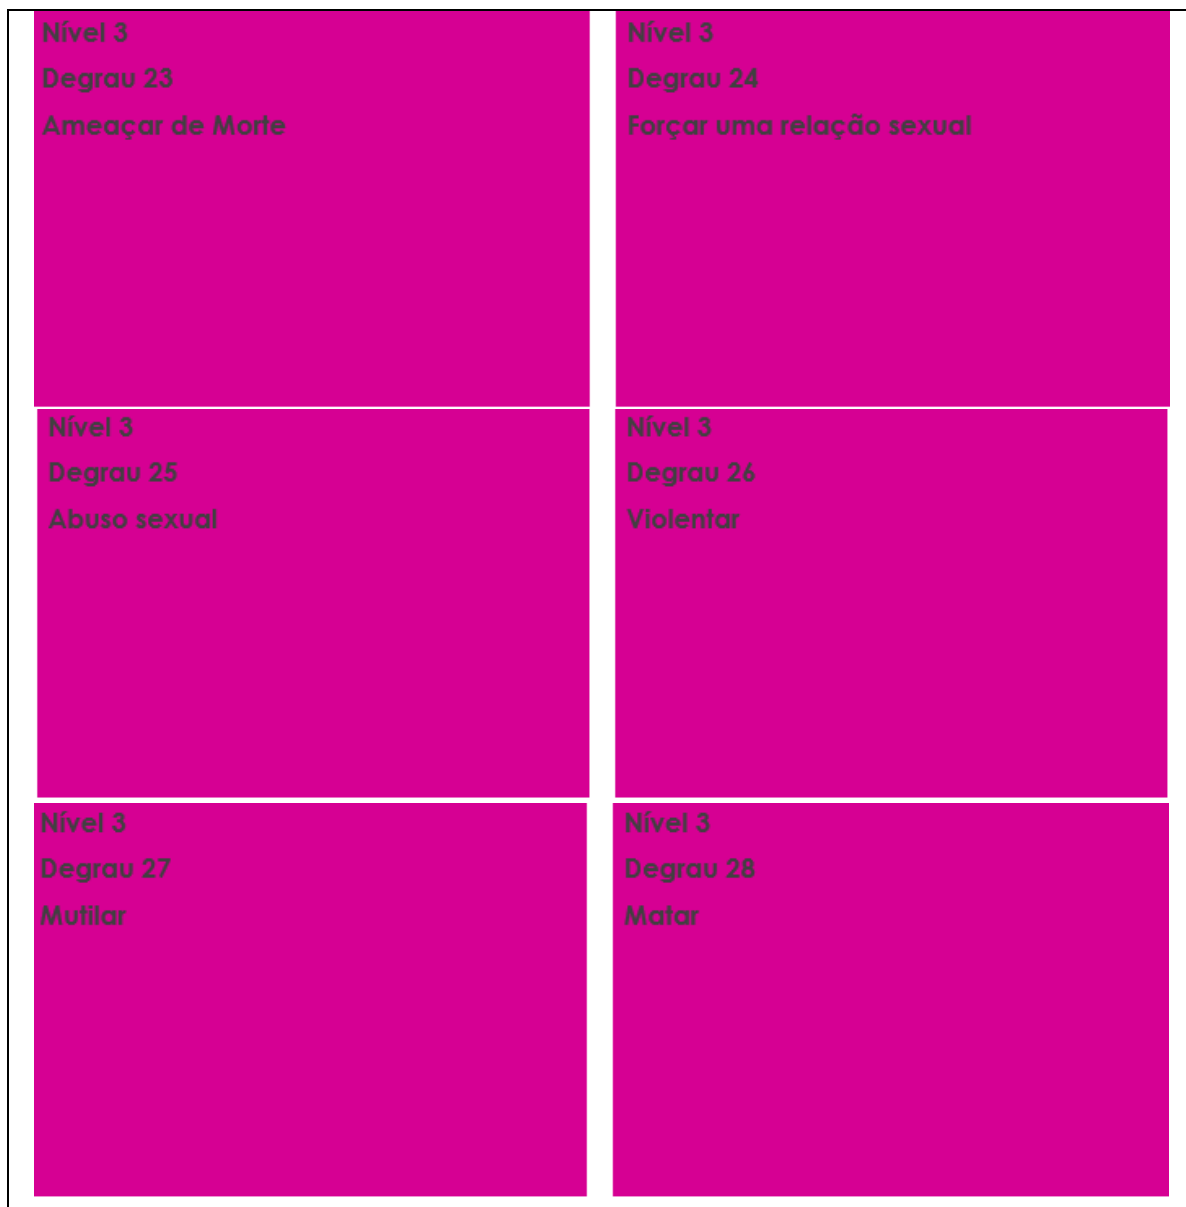 Nível 3
Degrau 23
Ameaçar de Morte
Nível 3
Degrau 24
Forçar uma relação sexual
Nível 3
Degrau 25
Abuso sexual
Nível 3
Degrau 26
Violentar
Nível 3
Degrau 27
Mutilar
Nível 3
Degrau 28
Matar